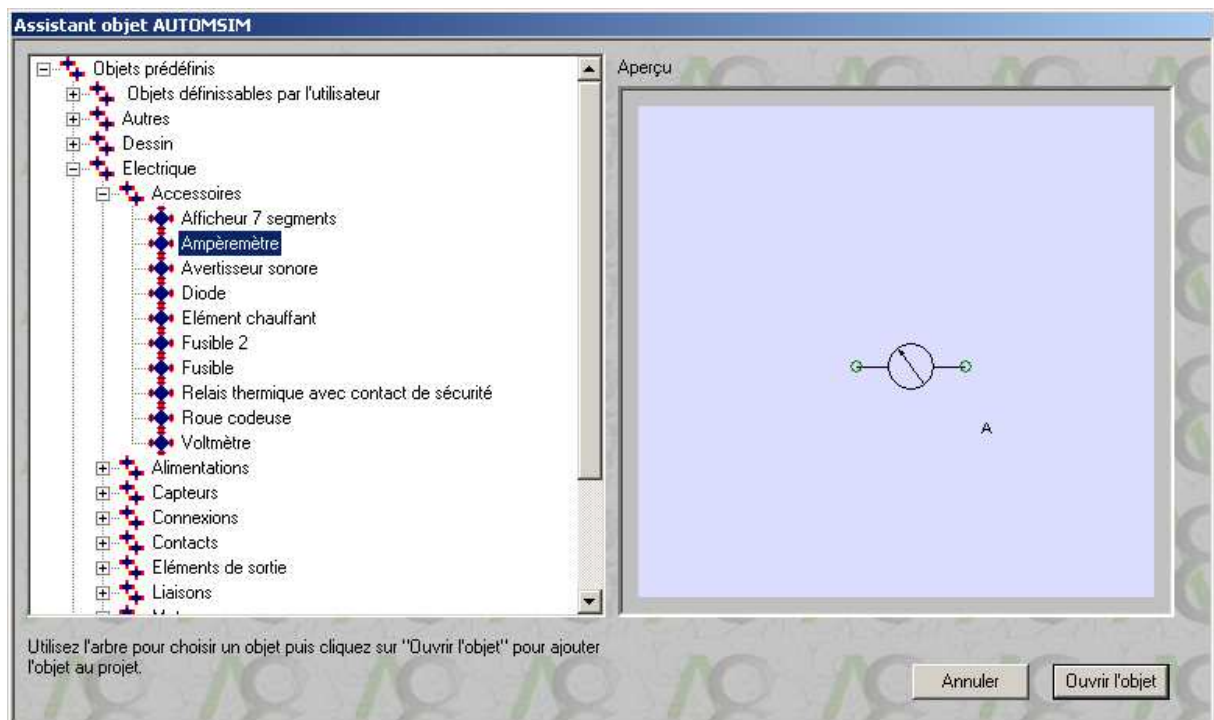 Assistant objet AUTOMSIM
Objets prédéfinis
Objets définissables par l'utilisateur
Autres
Dessin
Electrique
Accessoires
Afficheur 7 segments
Ampèremètre
Avertisseur sonore
Diode
Elément chauffant
Fusible 2
Fusible
Relais thermique avec contact de sécurité
Roue codeuse
Voltmètre
Alimentations
Capteurs
Connexions
Contacts
Eléments de sortie
Liaisons
Aperçu
A
Utilisez l'arbre pour choisir un objet puis cliquez sur "Ouvrir l'objet" pour ajouter
l'objet au projet.
Annuler
Ouvrir l'objet